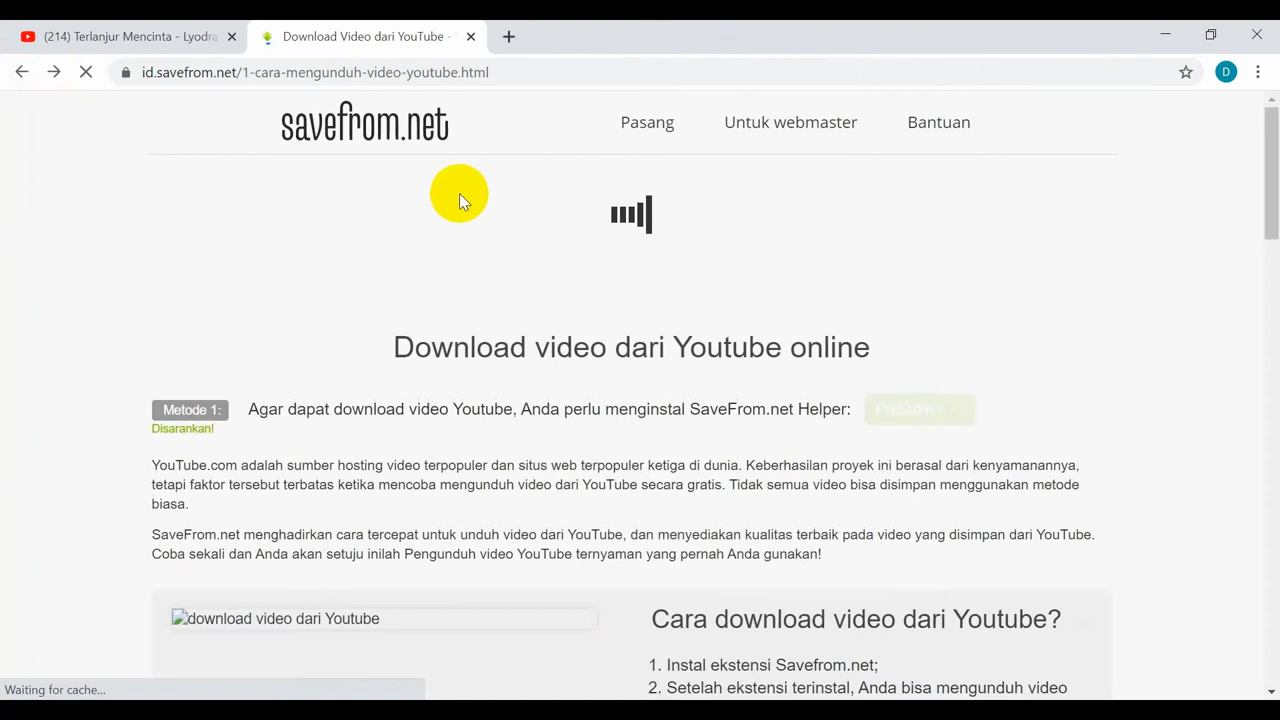 (214) Terlanjur Mencinta - Lyodra
Download Video dari YouTube -
id.savefrom.net/1-cara-mengunduh-video-youtube.html
D
savefrom.net
Pasang
Untuk webmaster
Bantuan
Download video dari Youtube online
Metode 1:
Agar dapat download video Youtube, Anda perlu menginstal SaveFrom.net Helper:
Disarankan!
YouTube.com adalah sumber hosting video terpopuler dan situs web terpopuler ketiga di dunia. Keberhasilan proyek ini berasal dari kenyamanannya,
tetapi faktor tersebut terbatas ketika mencoba mengunduh video dari YouTube secara gratis. Tidak semua video bisa disimpan menggunakan metode
biasa.
SaveFrom.net menghadirkan cara tercepat untuk unduh video dari YouTube, dan menyediakan kualitas terbaik pada video yang disimpan dari YouTube.
Coba sekali dan Anda akan setuju inilah Pengunduh video YouTube ternyaman yang pernah Anda gunakan!
download video dari Youtube
Cara download video dari Youtube?
1. Instal ekstensi Savefrom.net;
2. Setelah ekstensi terinstal, Anda bisa mengunduh video
Waiting for cache...